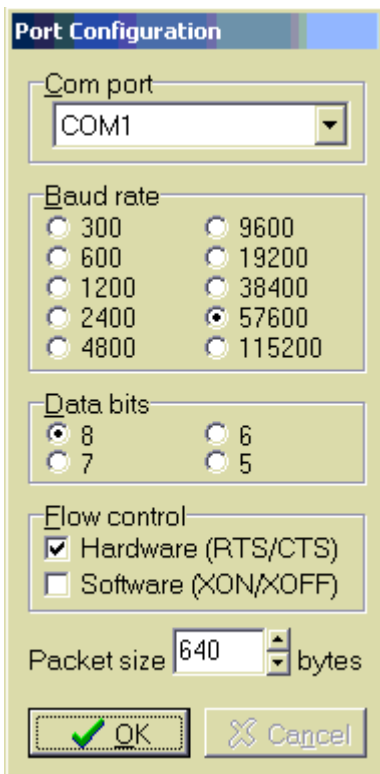 Port Configuration
Com port
COM1
Baud rate
300 9600
600 19200
1200 38400
2400 57600
4800 115200
Data bits
8 6
7 5
Flow control
Hardware (RTS/CTS)
Software (XON/XOFF)
Packet size 640 bytes
OK Cancel